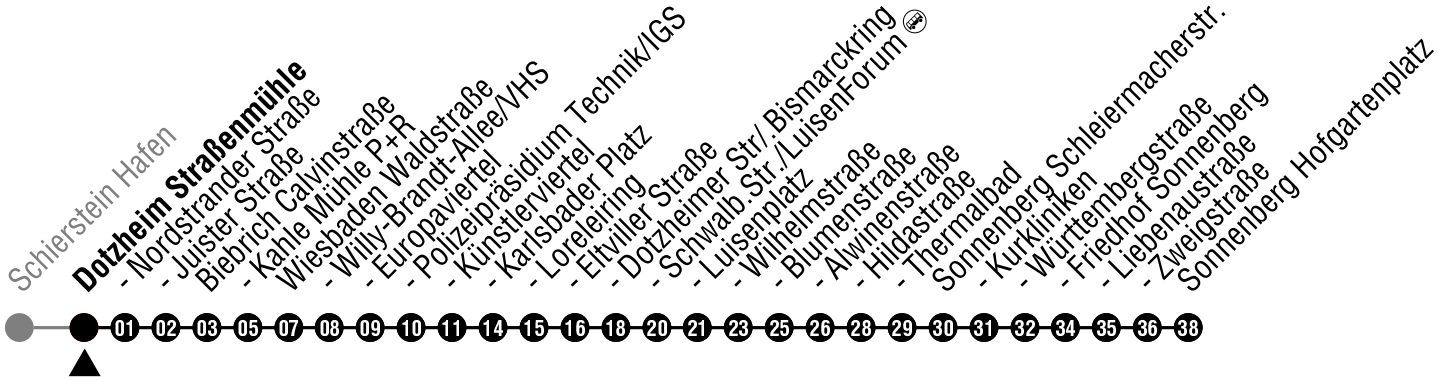 Schierstein Hafen
Dotzheim Straßenmühle
- Nordstrander Straße
- Juister Straße
Biebrich Calvinstraße
- Kahle Mühle P+R
Wiesbaden Waldstraße
- Willy-Brandt-Allee/VHS
- Europaviertel
- Polizeipräsidium Technik/IGS
- Künstlerviertel
- Karlsbader Platz
- Loreleiring
- Eltviller Straße
- Dotzheimer Str/. Bismarckring
- Schwalb.Str./LuisenForum
- Luisenplatz
- Wilhelmstraße
- Blumenstraße
- Alwinenstraße
- Hildastraße
- Thermalbad
Sonnenberg Schleiermacherstr.
- Kurkliniken
- Württembergstraße
- Friedhof Sonnenberg
- Liebenaustraße
- Zweigstraße
Sonnenberg Hofgartenplatz
01 02 03 05 07 08 09 10 11 14 15 16 18 20 21 23 25 26 28 29 30 31 32 34 35 36 38